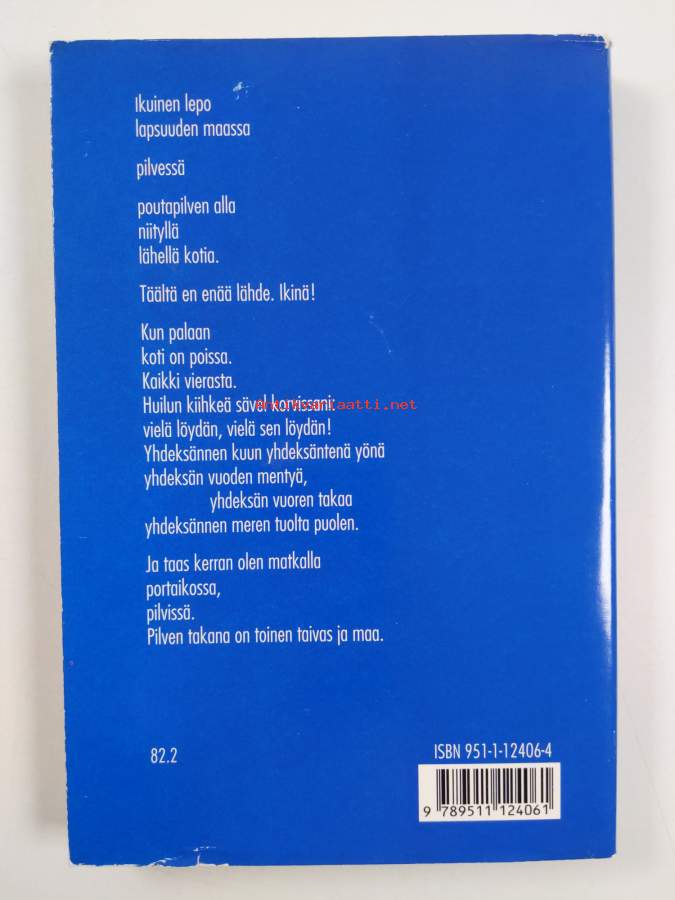 Ikuinen lepo
lapsuuden maassa
pilvessä
poutapilven alla
niityllä
lähellä kotia.
Täältä en enää lähde. Ikinä!
Kun palaan
koti on poissa.
Kaikki vierasta.
Huilun kiihkeä sävel korvissani:
vielä löydän, vielä sen löydän!
Yhdeksännen kuun yhdeksäntenä yönä
yhdeksän vuoden mentyä,
yhdeksän vuoren takaa
yhdeksännen meren tuolta puolen.
Ja taas kerran olen matkalla
portaikossa,
pilvissä.
Pilven takana on toinen taivas ja maa.
82.2
ISBN 951-1-12406-4
9 789511 124061